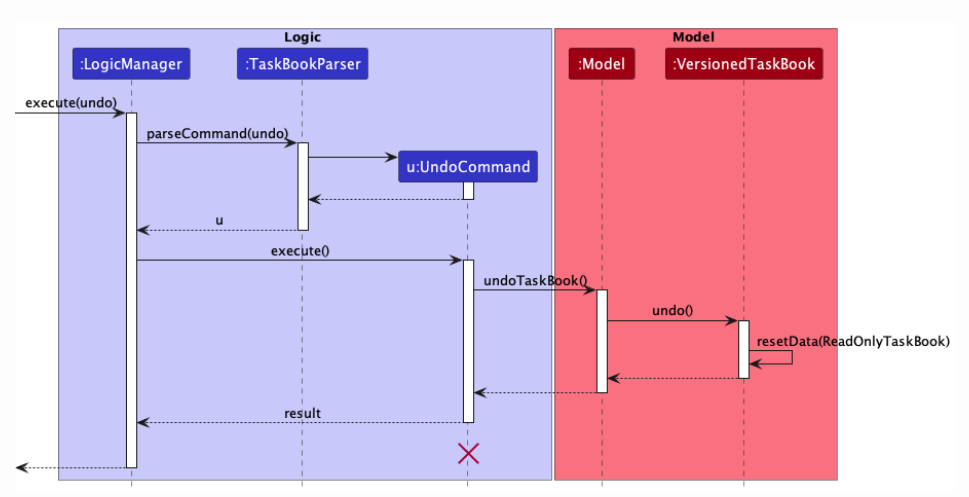 Logic
Model
:LogicManager
:TaskBookParser
:Model
:VersionedTaskBook
execute(undo)
parseCommand(undo)
u:UndoCommand
u
execute()
undoTaskBook()
undo()
resetData(ReadOnlyTaskBook)
result